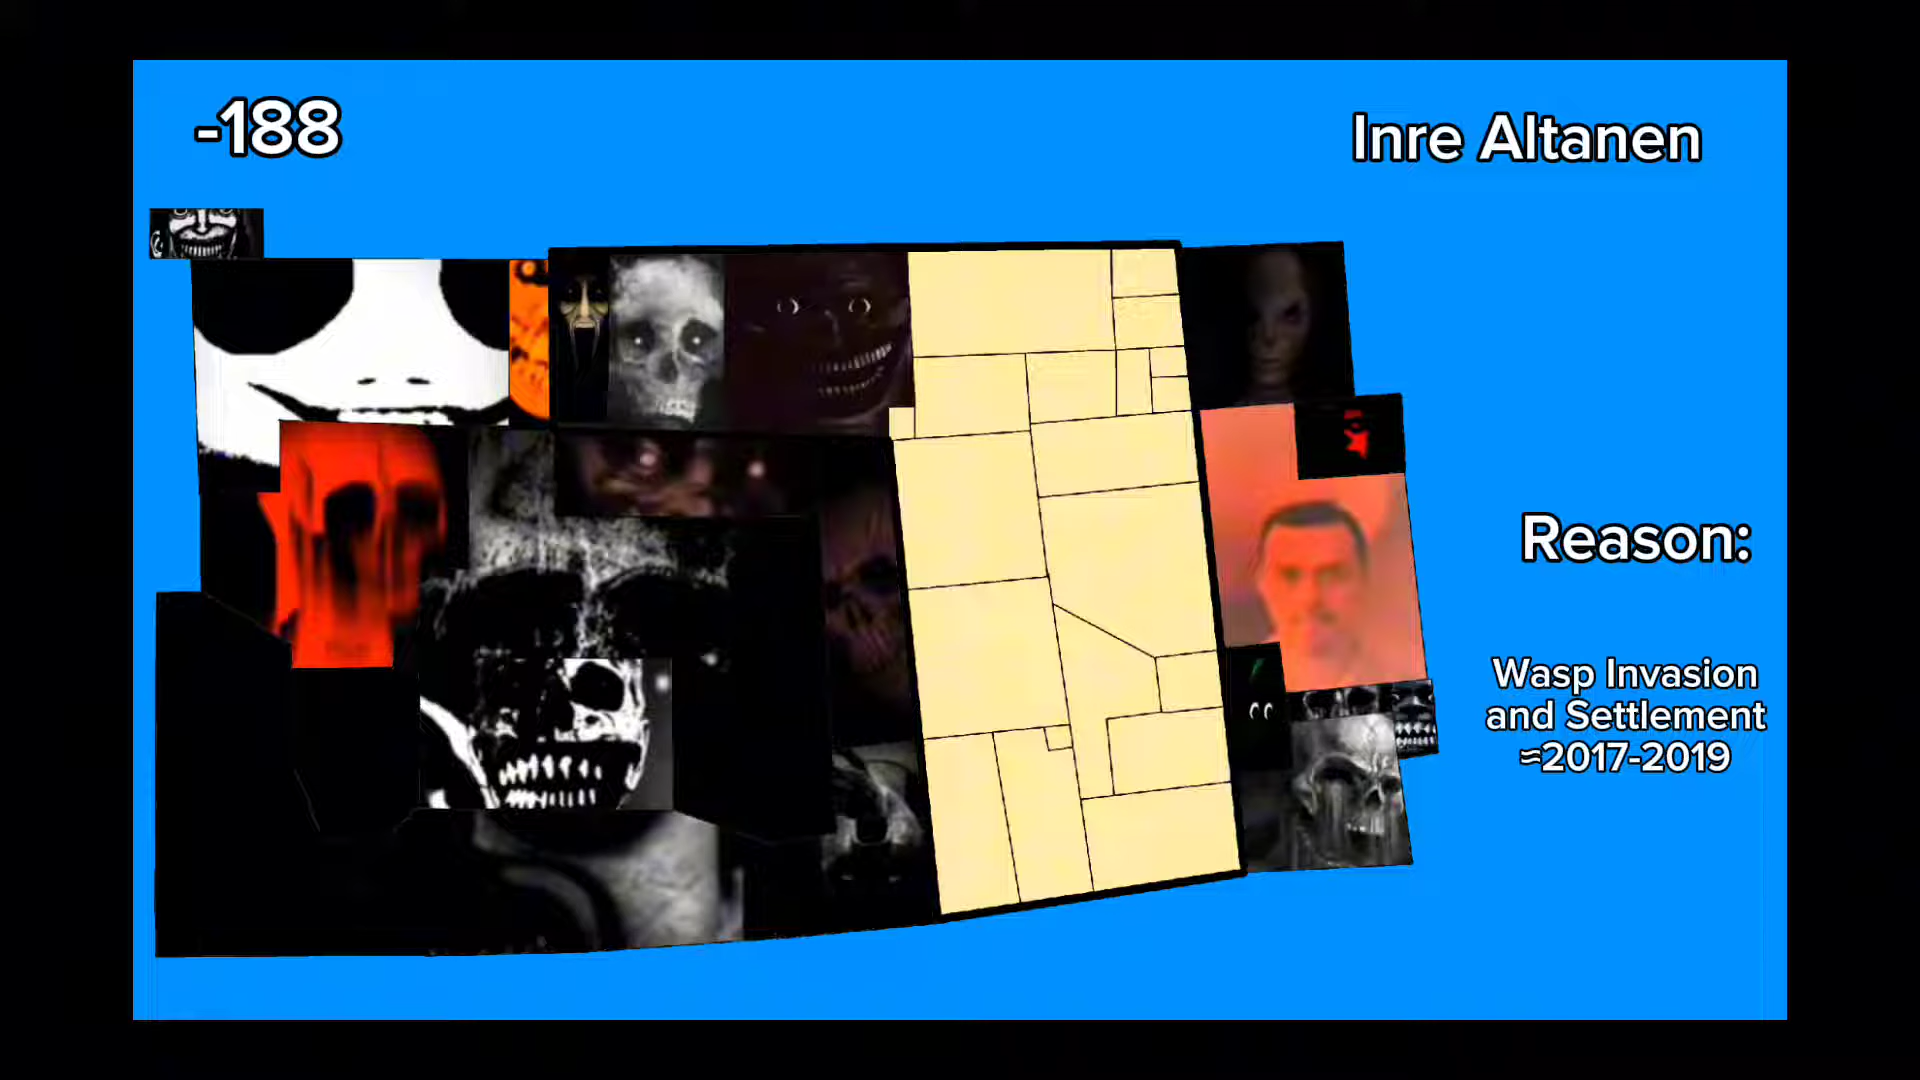 -188
Inre Altanen
Reason:
Wasp Invasion
and Settlement
≈2017-2019